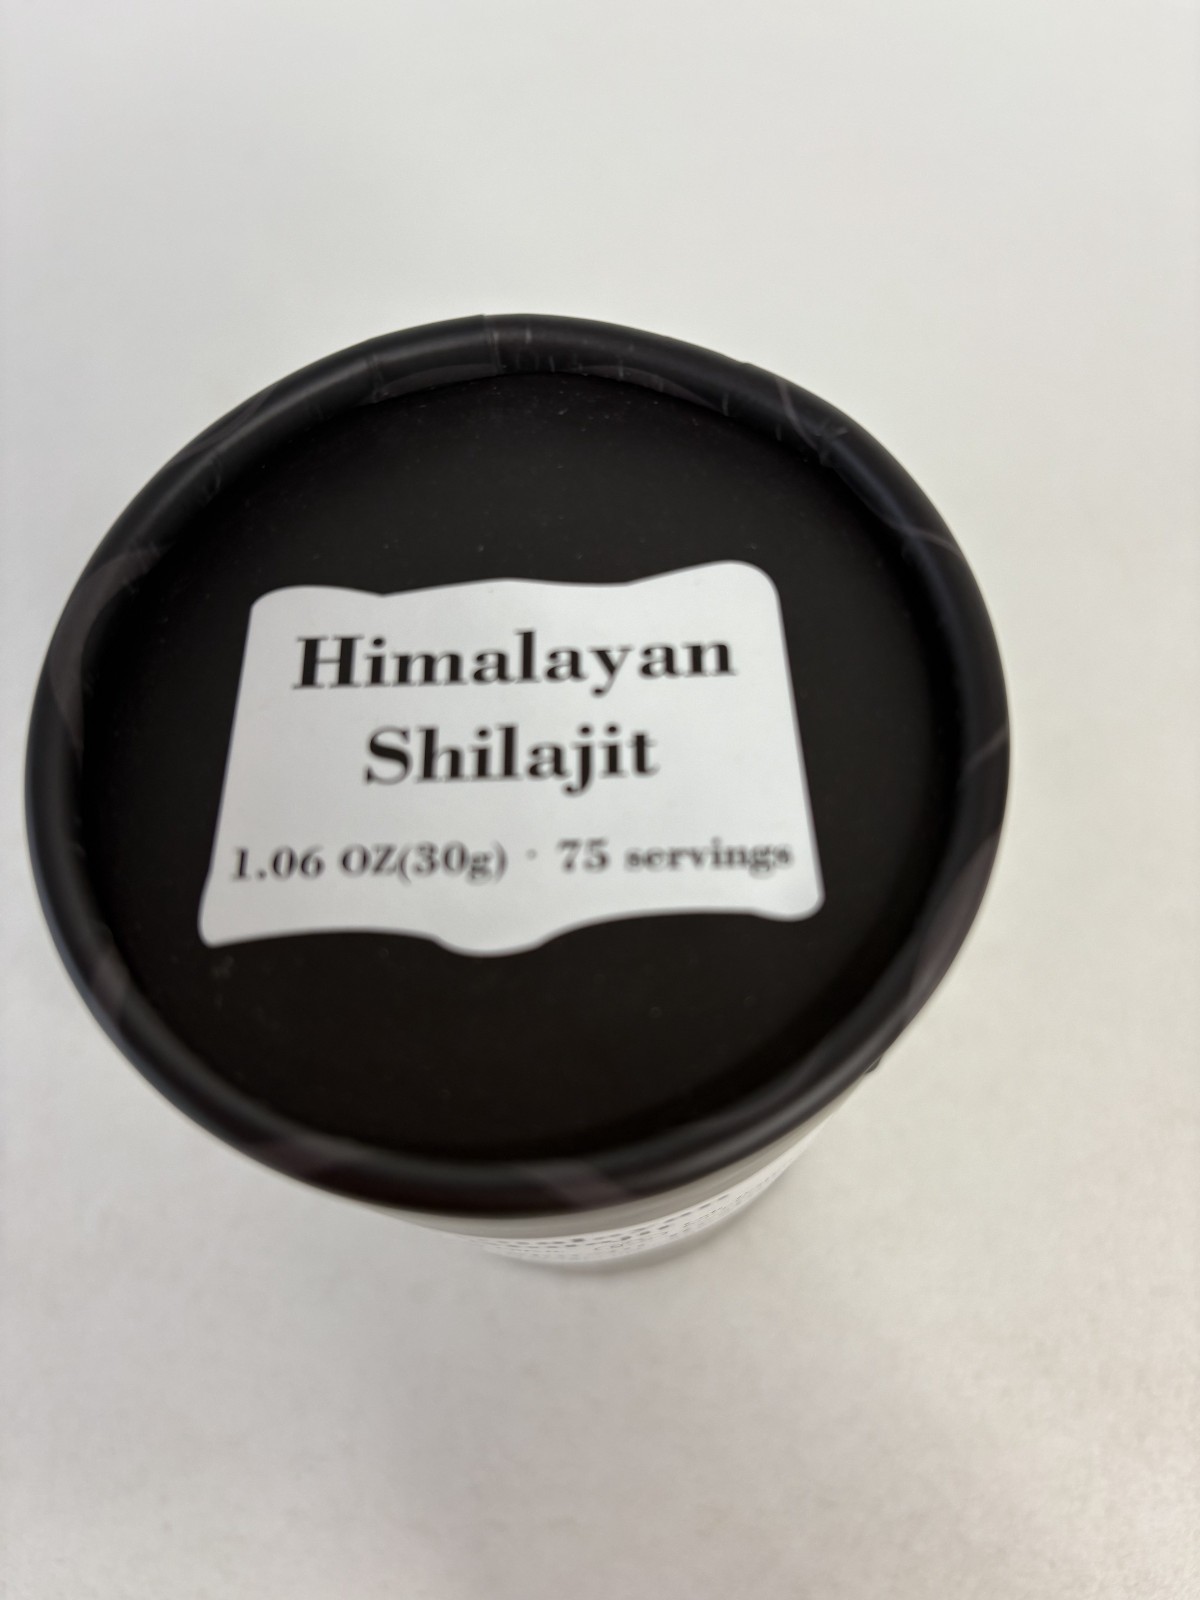 Himalayan
Shilajit
1.06 OZ(30g) · 75 servings